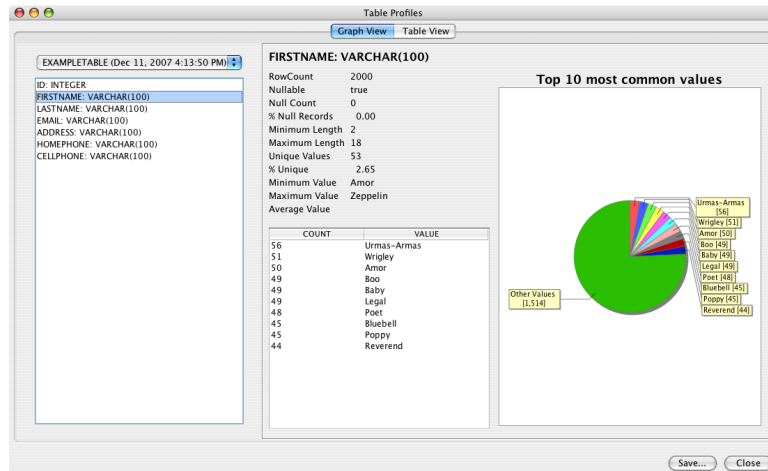 Table Profiles
Graph View Table View
EXAMPLETABLE (Dec 11, 2007 4:13:50 PM)
ID: INTEGER
FIRSTNAME: VARCHAR(100)
LASTNAME: VARCHAR(100)
EMAIL: VARCHAR(100)
ADDRESS: VARCHAR(100)
HOMEPHONE: VARCHAR(100)
CELLPHONE: VARCHAR(100)
FIRSTNAME: VARCHAR(100)
RowCount 2000
Nullable true
Null Count 0
% Null Records 0.00
Minimum Length 2
Maximum Length 18
Unique Values 53
% Unique 2.65
Minimum Value Amor
Maximum Value Zeppelin
Average Value
COUNT VALUE
56 Urmas-Armas
51 Wrigley
50 Amor
49 Boo
49 Baby
49 Legal
48 Poet
45 Bluebell
45 Poppy
44 Reverend
Top 10 most common values
Urmas-Armas
[56]
Wrigley [51]
Amor [50]
Boo [49]
Baby [49]
Legal [49]
Poet [48]
Bluebell [45]
Poppy [45]
Reverend [44]
Other Values
[1,514]
Save... Close